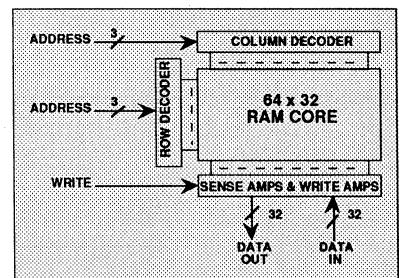 ADDRESS 3
COLUMN DECODER
ADDRESS 3
ROW DECODER
64 x 32
RAM CORE
WRITE
SENSE AMPS & WRITE AMPS
32
32
DATA
OUT
DATA
IN